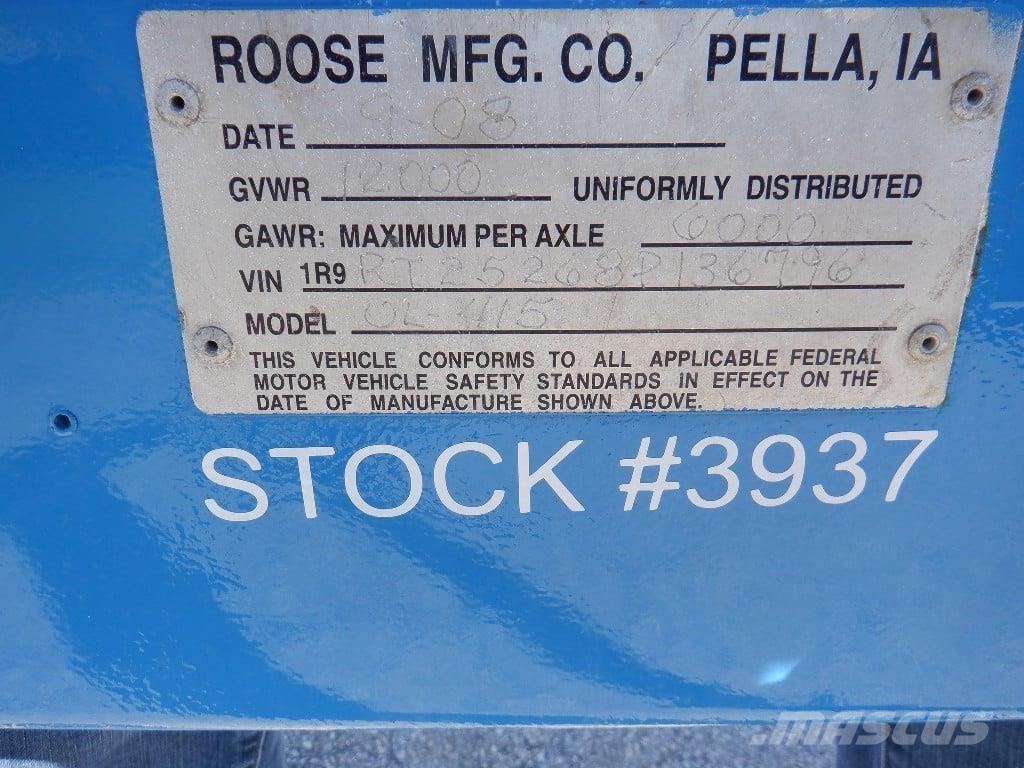 ROOSE MFG. CO. PELLA, IA
DATE 9-08
GVWR 12000 UNIFORMLY DISTRIBUTED
GAWR: MAXIMUM PER AXLE 6000
VIN 1R9 RT25268P136796
MODEL OL-415
THIS VEHICLE CONFORMS TO ALL APPLICABLE FEDERAL
MOTOR VEHICLE SAFETY STANDARDS IN EFFECT ON THE
DATE OF MANUFACTURE SHOWN ABOVE.
STOCK #3937
MASCUS